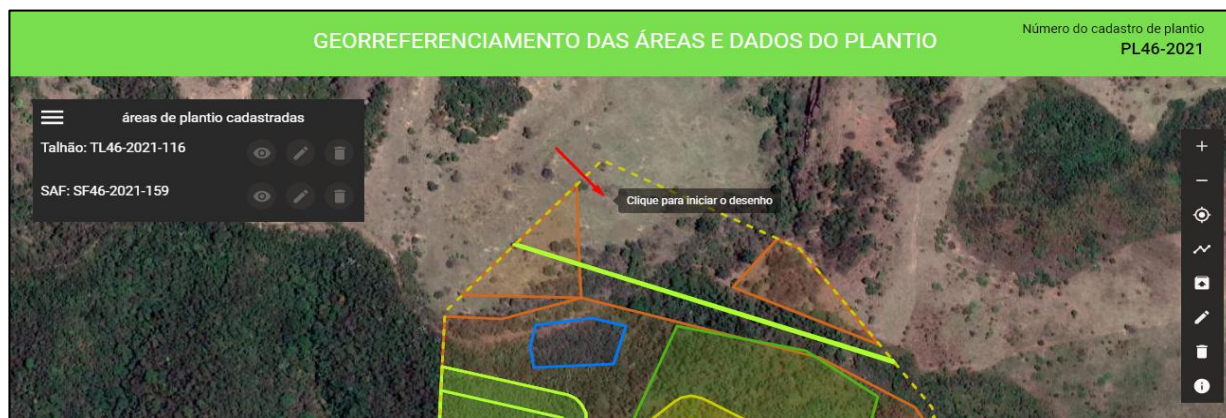 GEORREFERENCIAMENTO DAS ÁREAS E DADOS DO PLANTIO
Número do cadastro de plantio
PL46-2021
áreas de plantio cadastradas
Talhão: TL46-2021-116
SAF: SF46-2021-159
Clique para iniciar o desenho